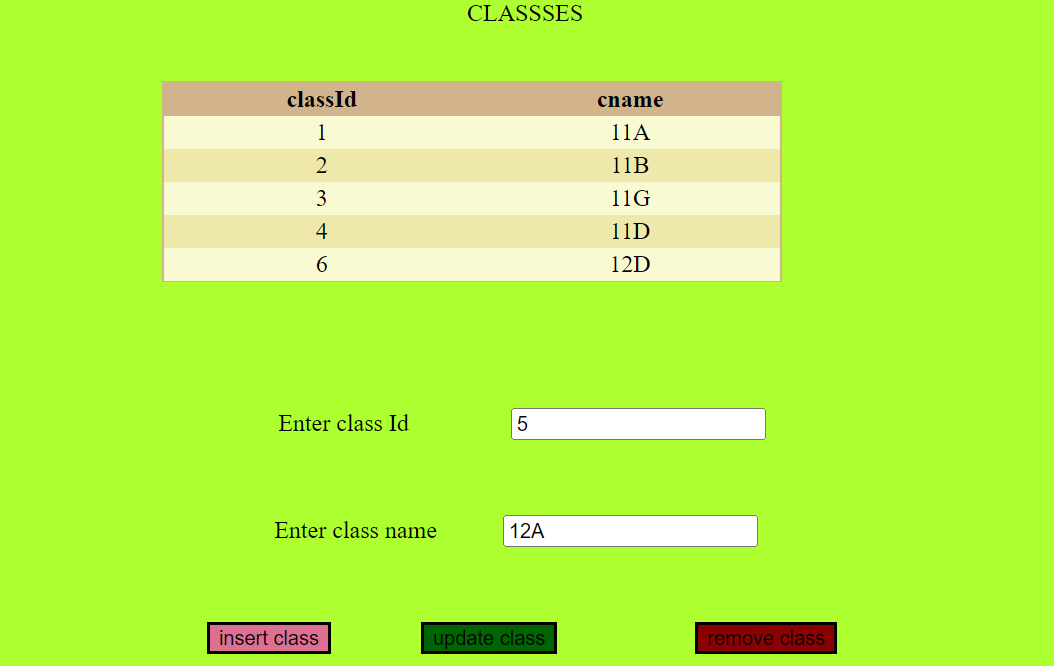 CLASSSES
classId cname
1 11A
2 11B
3 11G
4 11D
6 12D
Enter class Id 5
Enter class name 12A
insert class update class remove class